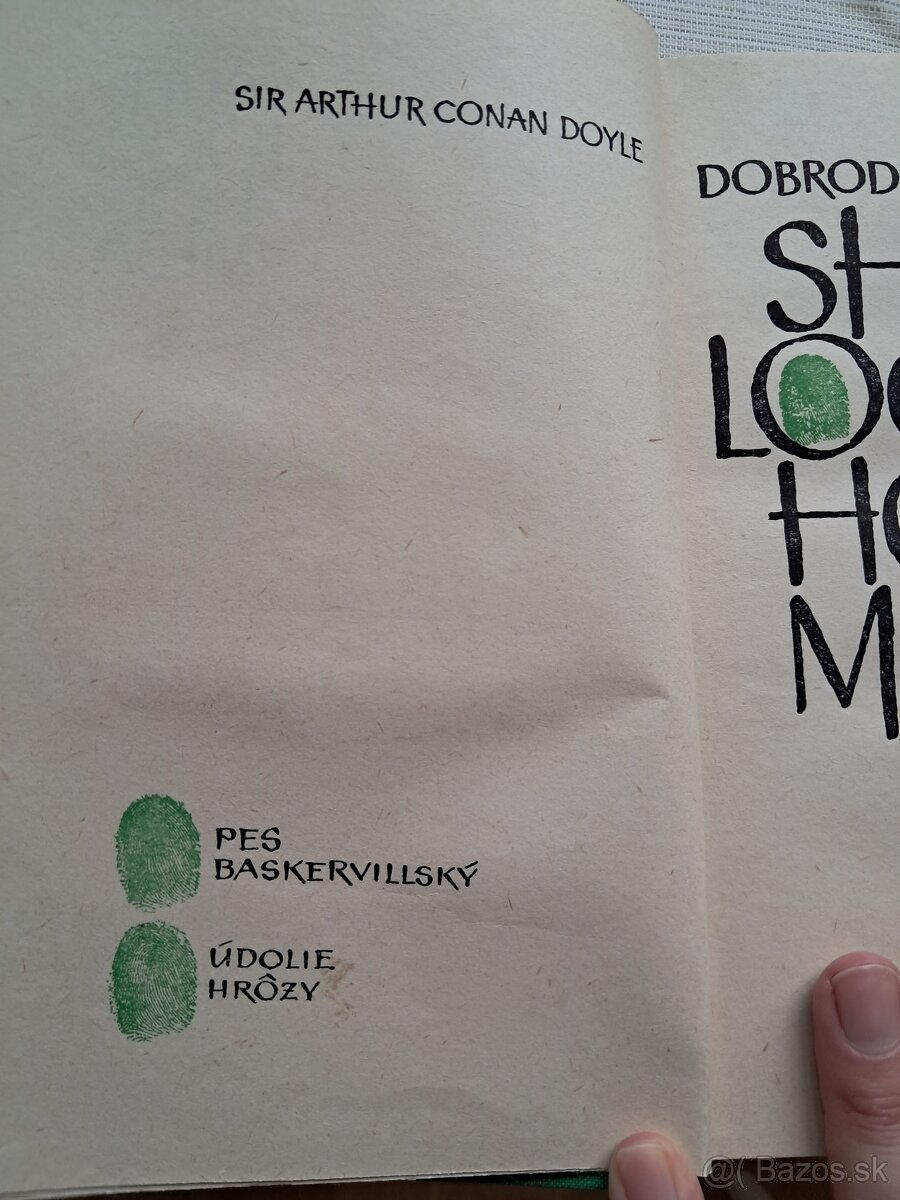 SIR ARTHUR CONAN DOYLE
PES
BASKERVILLSKÝ
ÚDOLIE
HRÔZY
DOBROD
SH
LOC
HO
M
@( Bazos.sk